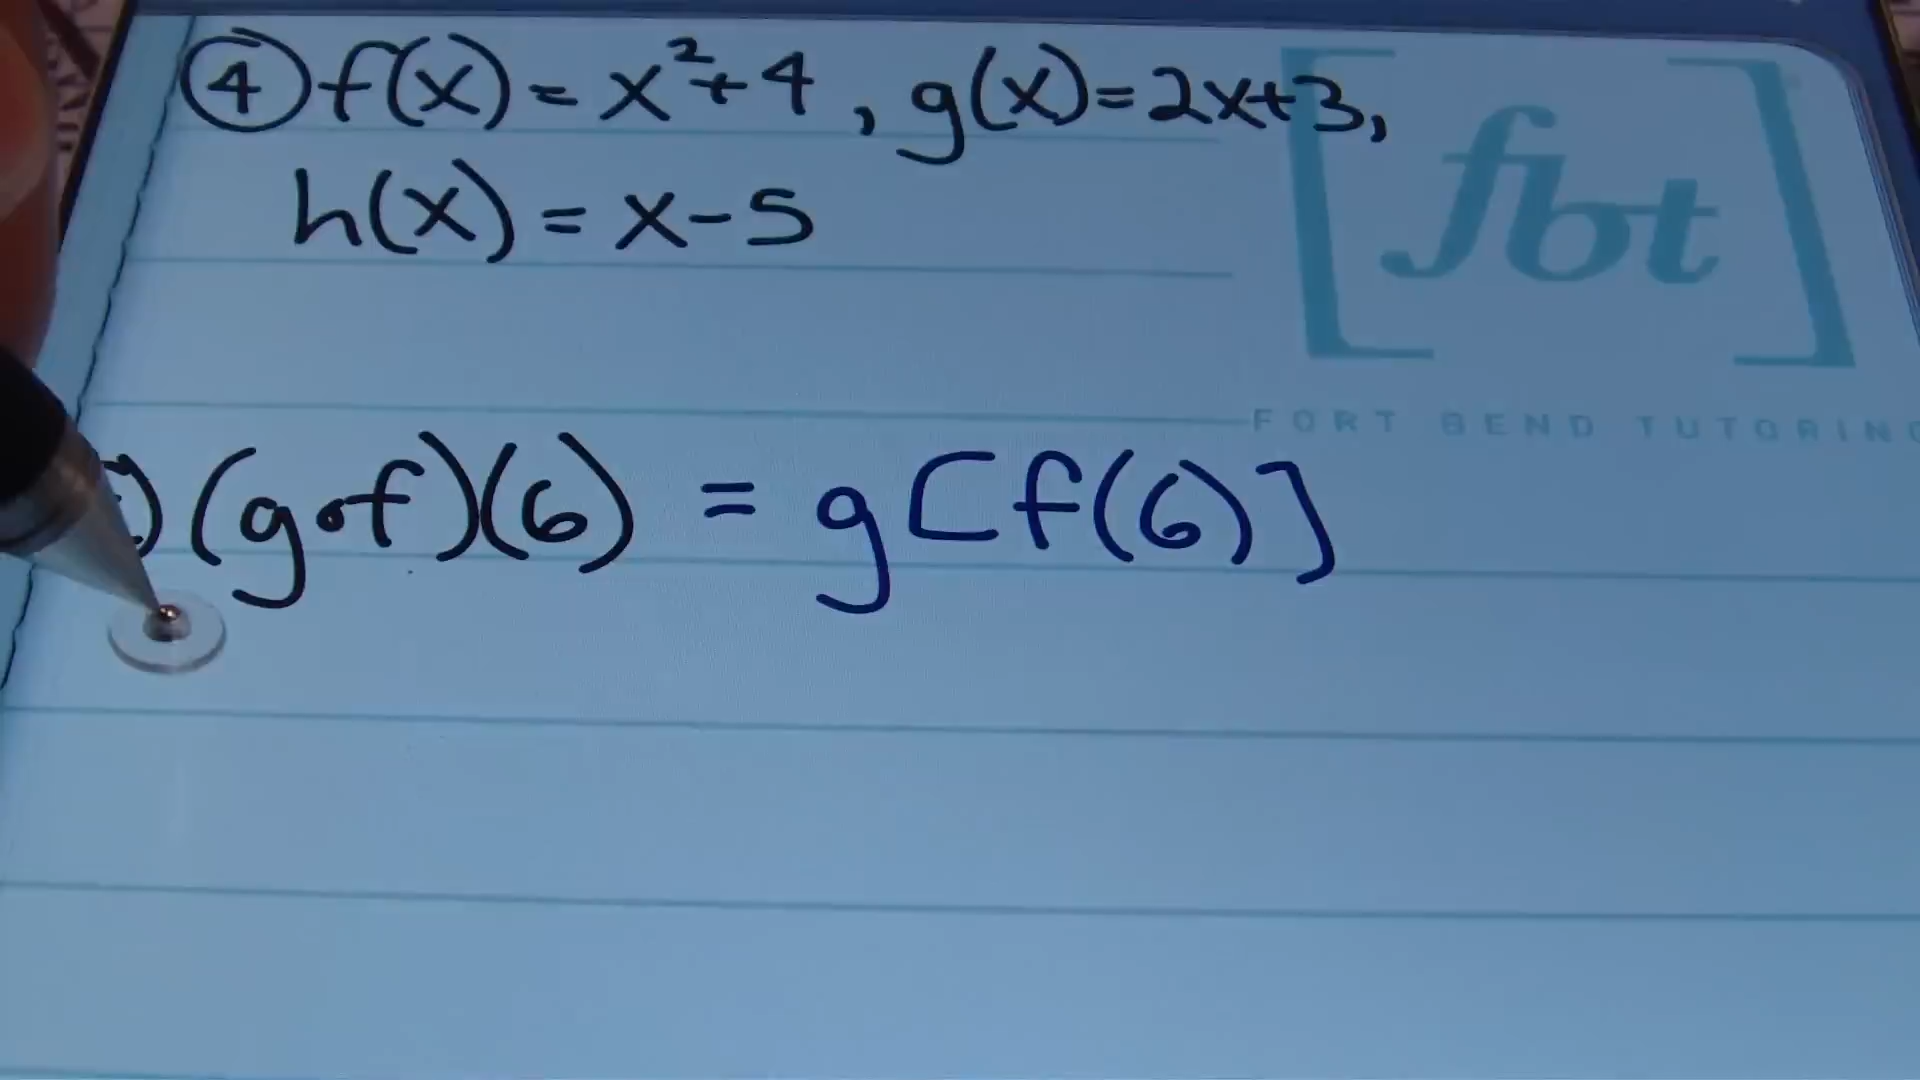 ④ f(x) = x²+4, g(x)=2x+3,
h(x) = x-5
fbt
FORT BEND TUTORING
(g∘f)(6) = g[f(6)]